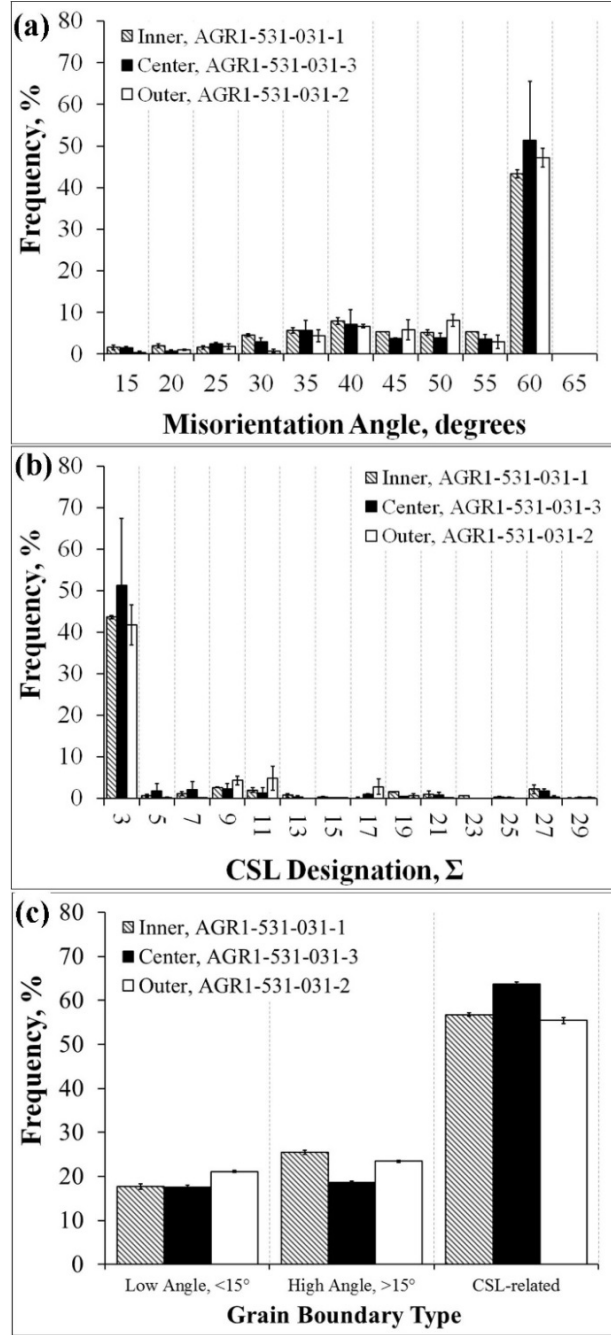 (a)
80
70
60
50
40
30
20
10
0
Frequency, %
Inner, AGR1-531-031-1
Center, AGR1-531-031-3
Outer, AGR1-531-031-2
15 20 25 30 35 40 45 50 55 60 65
Misorientation Angle, degrees
(b)
80
70
60
50
40
30
20
10
0
Frequency, %
Inner, AGR1-531-031-1
Center, AGR1-531-031-3
Outer, AGR1-531-031-2
3 5 7 9 11 13 15 17 19 21 23 25 27 29
CSL Designation, Σ
(c)
80
70
60
50
40
30
20
10
0
Frequency, %
Inner, AGR1-531-031-1
Center, AGR1-531-031-3
Outer, AGR1-531-031-2
Low Angle, <15° High Angle, >15° CSL-related
Grain Boundary Type